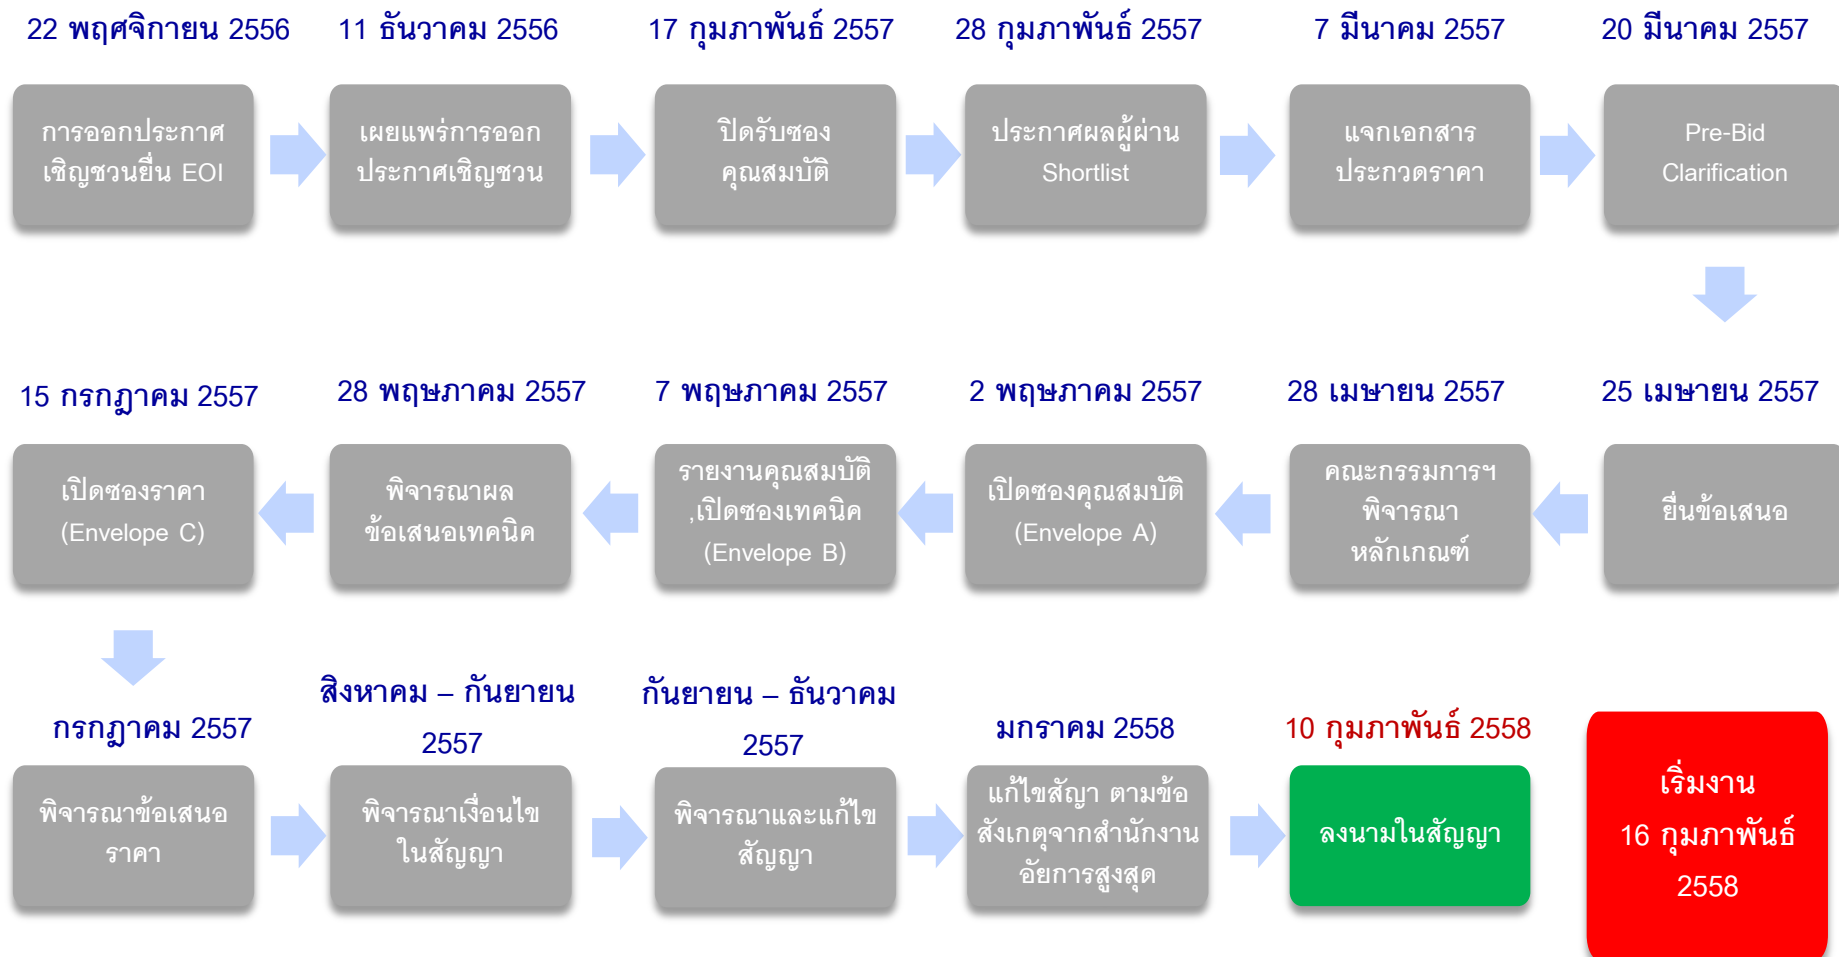 22 พฤศจิกายน 2556
11 ธันวาคม 2556
17 กุมภาพันธ์ 2557
28 กุมภาพันธ์ 2557
7 มีนาคม 2557
20 มีนาคม 2557
การออกประกาศ
เชิญชวนยื่น EOI
เผยแพร่การออก
ประกาศเชิญชวน
ปิดรับซอง
คุณสมบัติ
ประกาศผลผู้ผ่าน
Shortlist
แจกเอกสาร
ประกวดราคา
Pre-Bid
Clarification
15 กรกฎาคม 2557
28 พฤษภาคม 2557
7 พฤษภาคม 2557
2 พฤษภาคม 2557
28 เมษายน 2557
25 เมษายน 2557
เปิดซองราคา
(Envelope C)
พิจารณาผล
ข้อเสนอเทคนิค
รายงานคุณสมบัติ
,เปิดซองเทคนิค
(Envelope B)
เปิดซองคุณสมบัติ
(Envelope A)
คณะกรรมการฯ
พิจารณา
หลักเกณฑ์
ยื่นข้อเสนอ
กรกฎาคม 2557
สิงหาคม – กันยายน
2557
กันยายน – ธันวาคม
2557
มกราคม 2558
10 กุมภาพันธ์ 2558
พิจารณาข้อเสนอ
ราคา
พิจารณาเงื่อนไข
ในสัญญา
พิจารณาและแก้ไข
สัญญา
แก้ไขสัญา ตามข้อ
สังเกตุจากสำนักงาน
อัยการสูงสุด
ลงนามในสัญญา
เริ่มงาน
16 กุมภาพันธ์
2558